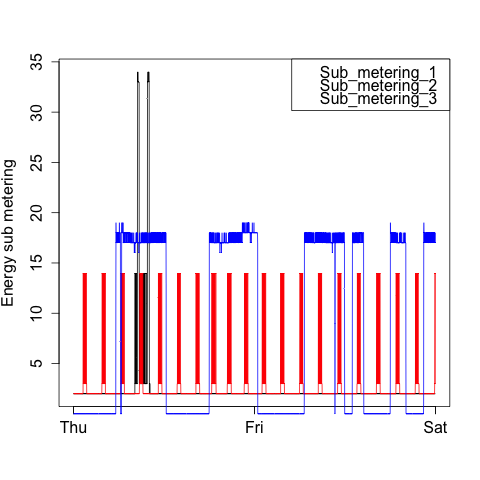 Sub_metering_1
Sub_metering_2
Sub_metering_3
Energy sub metering
35
30
25
20
15
10
5
Thu Fri Sat